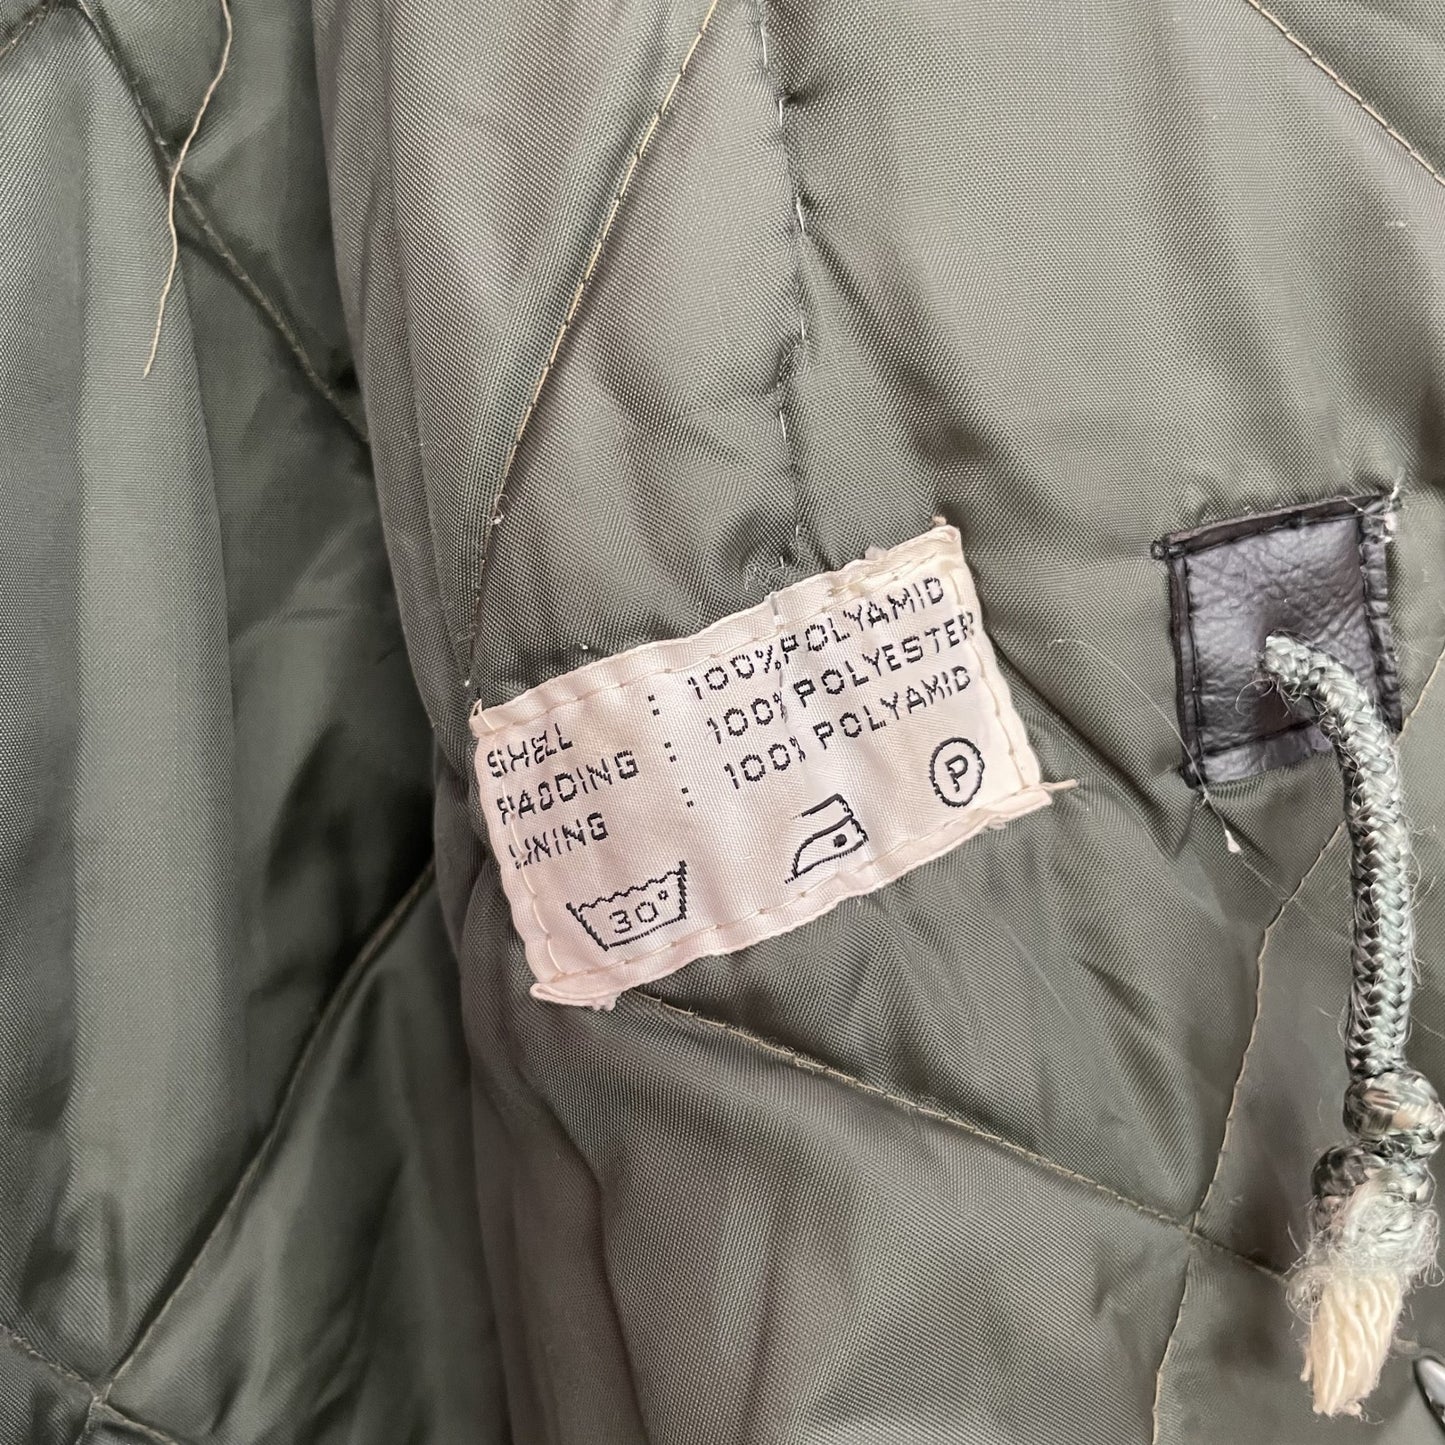 SHELL : 100% POLYAMID
PADDING : 100% POLYESTER
LINING : 100% POLYAMID
30° P